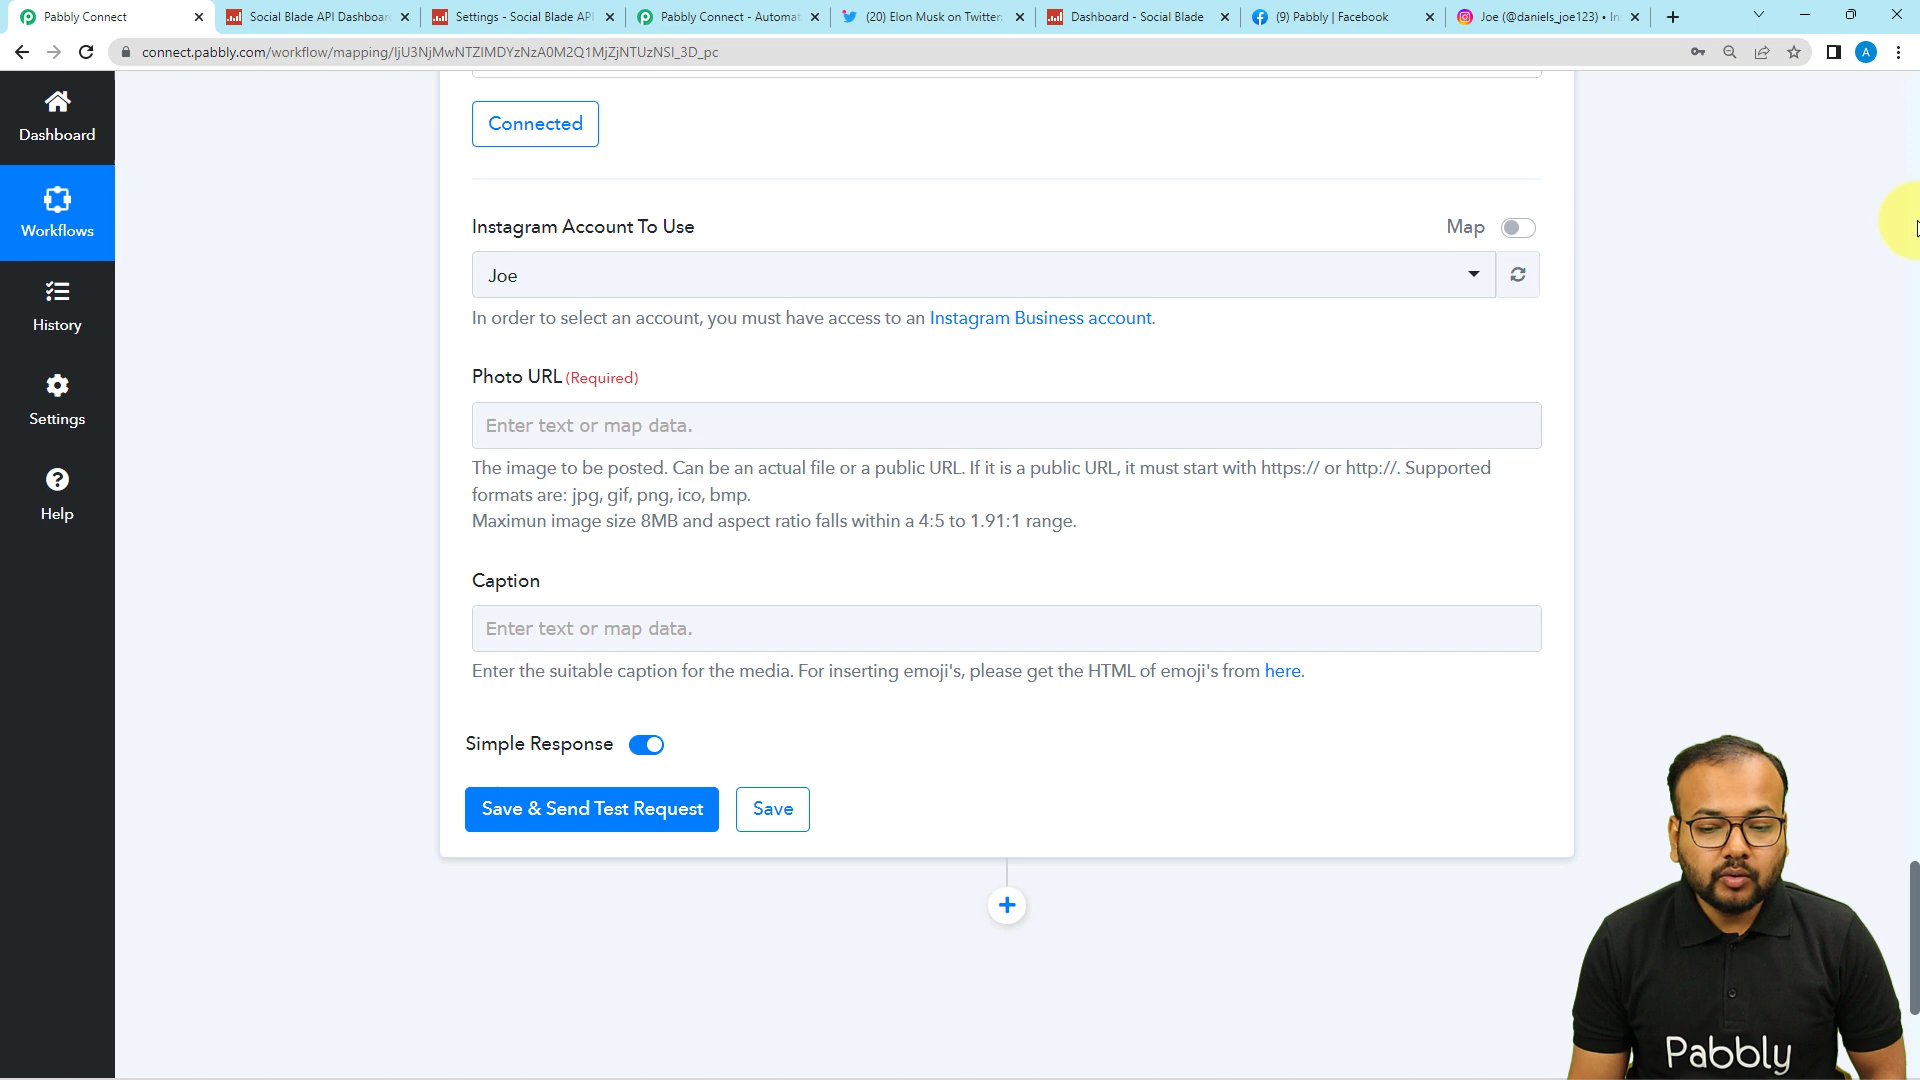 Pabbly Connect
Social Blade API Dashboar
Settings - Social Blade API
Pabbly Connect - Automat
(20) Elon Musk on Twitter:
Dashboard - Social Blade
(9) Pabbly | Facebook
Joe (@daniels_joe123) • In
connect.pabbly.com/workflow/mapping/IjU3NjMwNTZlMDYzNzA0M2Q1MjZjNTUzNSI_3D_pc
A
Dashboard
Workflows
History
Settings
Help
Connected
Instagram Account To Use
Map
Joe
In order to select an account, you must have access to an Instagram Business account.
Photo URL (Required)
Enter text or map data.
The image to be posted. Can be an actual file or a public URL. If it is a public URL, it must start with https:// or http://. Supported
formats are: jpg, gif, png, ico, bmp.
Maximun image size 8MB and aspect ratio falls within a 4:5 to 1.91:1 range.
Caption
Enter text or map data.
Enter the suitable caption for the media. For inserting emoji's, please get the HTML of emoji's from here.
Simple Response
Save & Send Test Request
Save
Pabbly